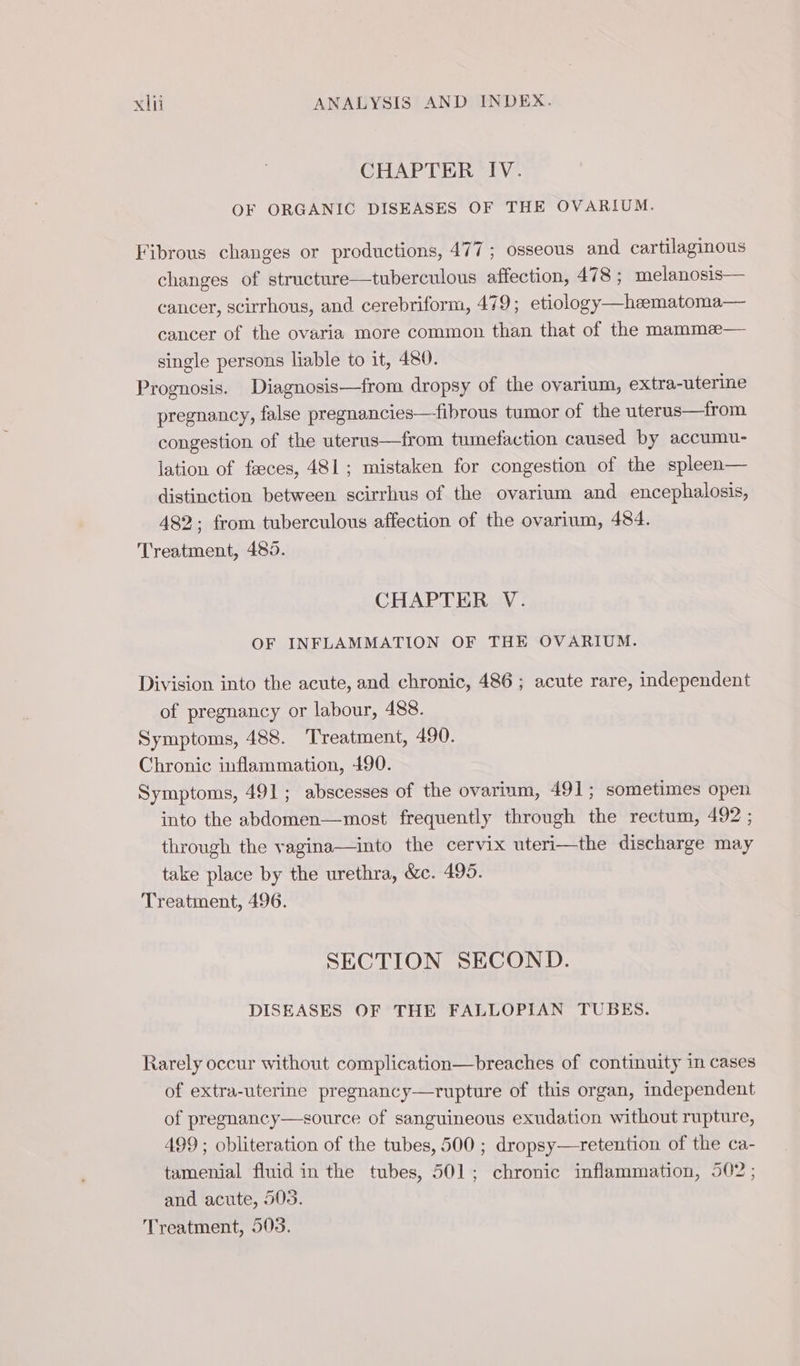 xlii ANALYSIS AND INDEX.
CHAPTER IV.
OF ORGANIC DISEASES OF THE OVARIUM.
Fibrous changes or productions, 477; osseous and cartilaginous
changes of structure—tuberculous affection, 478; melanosis—
cancer, scirrhous, and cerebriform, 479; etiology—hæmatoma—
cancer of the ovaria more common than that of the mammæ—
single persons liable to it, 480.
Prognosis. Diagnosis—from dropsy of the ovarium, extra-uterine
pregnancy, false pregnancies—fibrous tumor of the uterus—from
congestion of the uterus—from tumefaction caused by accumu-
lation of fæces, 481; mistaken for congestion of the spleen—
distinction between scirrhus of the ovarium and encephalosis,
482; from tuberculous affection of the ovarium, 484.
Treatment, 485.
CHAPTER V.
OF INFLAMMATION OF THE OVARIUM.
Division into the acute, and chronic, 486; acute rare, independent
of pregnancy or labour, 488.
Symptoms, 488. Treatment, 490.
Chronic inflammation, 490.
Symptoms, 491; abscesses of the ovarium, 491; sometimes open
into the abdomen—most frequently through the rectum, 492;
through the vagina—into the cervix uteri—the discharge may
take place by the urethra, &c. 495.
Treatment, 496.
SECTION SECOND.
DISEASES OF THE FALLOPIAN TUBES.
Rarely occur without complication—breaches of continuity in cases
of extra-uterine pregnancy—rupture of this organ, independent
of pregnancy—source of sanguineous exudation without rupture,
499; obliteration of the tubes, 500; dropsy—retention of the ca-
tamenial fluid in the tubes, 501; chronic inflammation, 502;
and acute, 503.
Treatment, 503.